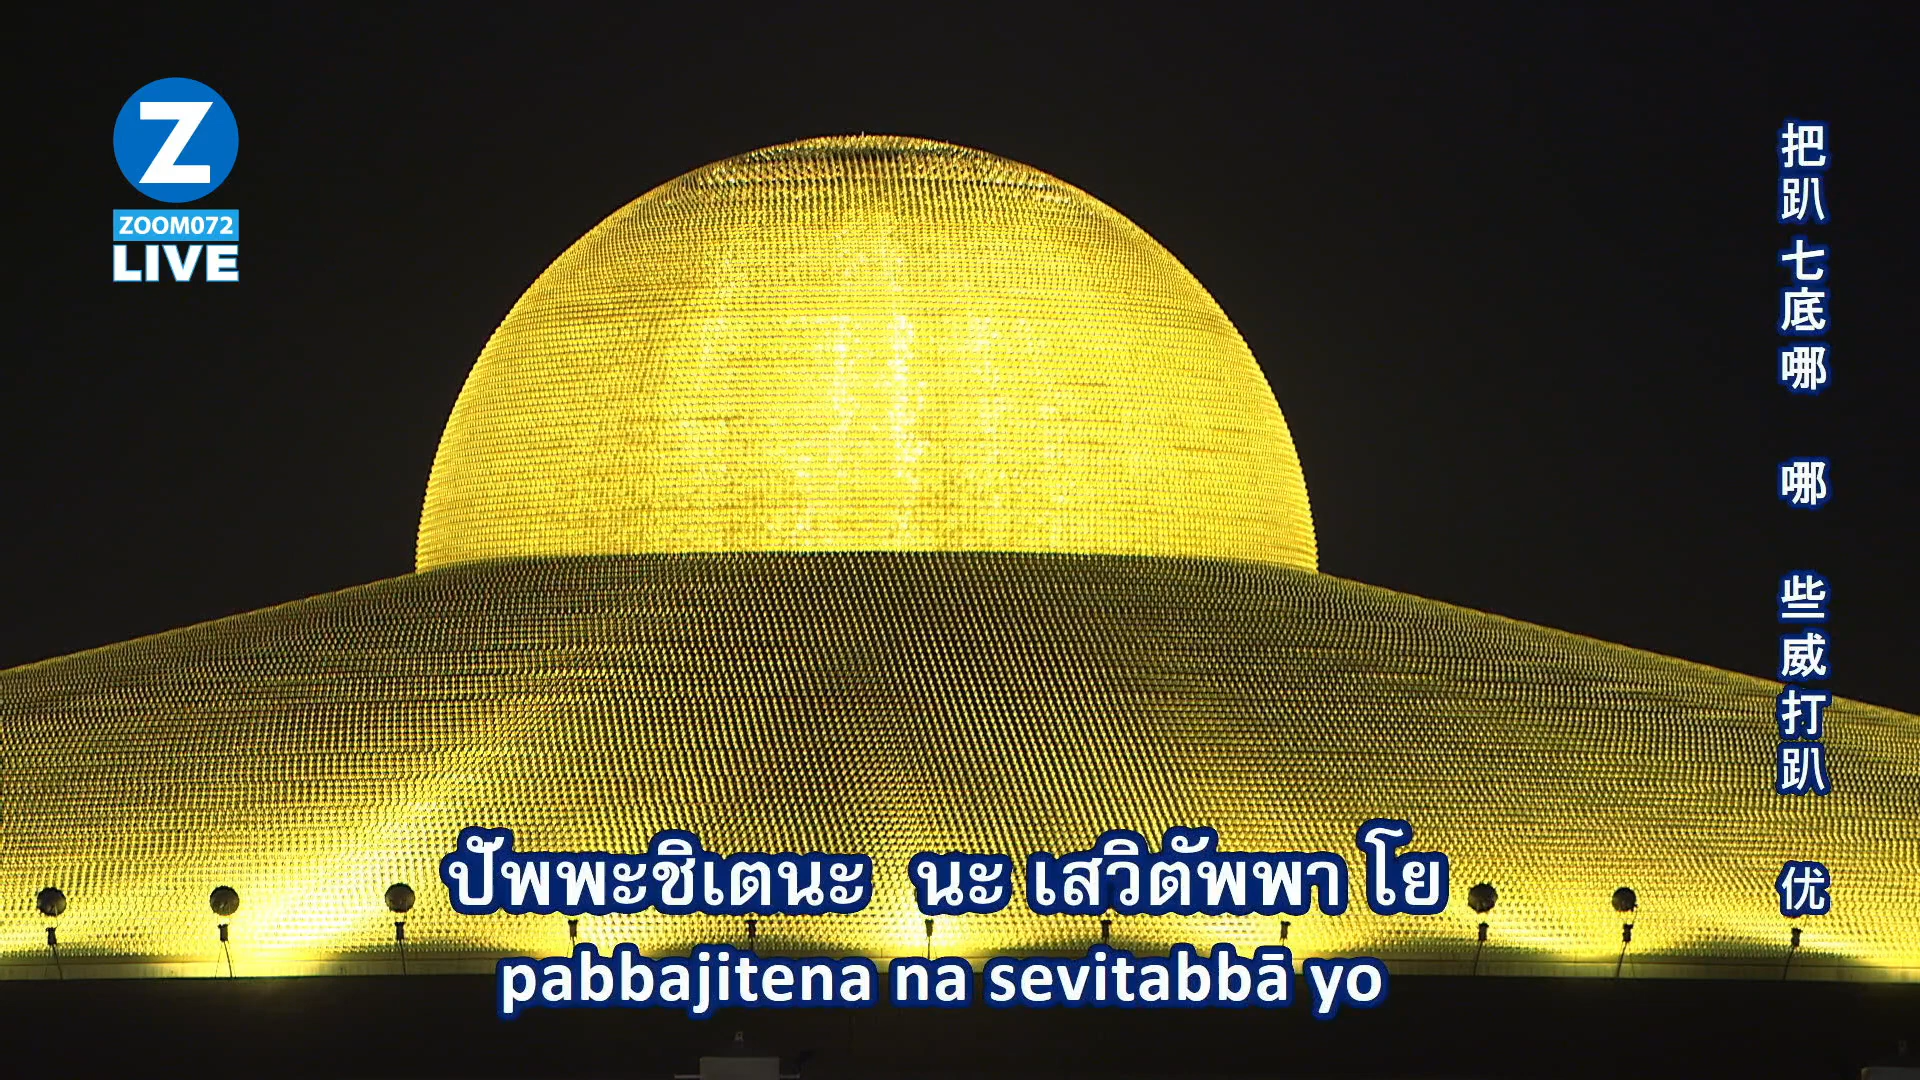 Z
ZOOM072
LIVE
把趴 七底哪 哪 些威打趴 优
ปัพพะชิเตนะ นะ เสวิตัพพา โย
pabbajitena na sevitabbā yo